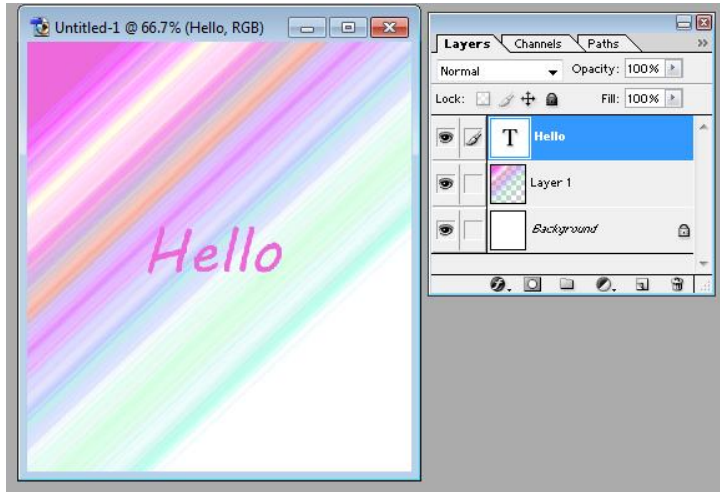 Untitled-1 @ 66.7% (Hello, RGB)
Hello
Layers Channels Paths
Normal Opacity: 100%
Lock: Fill: 100%
T Hello
Layer 1
Background